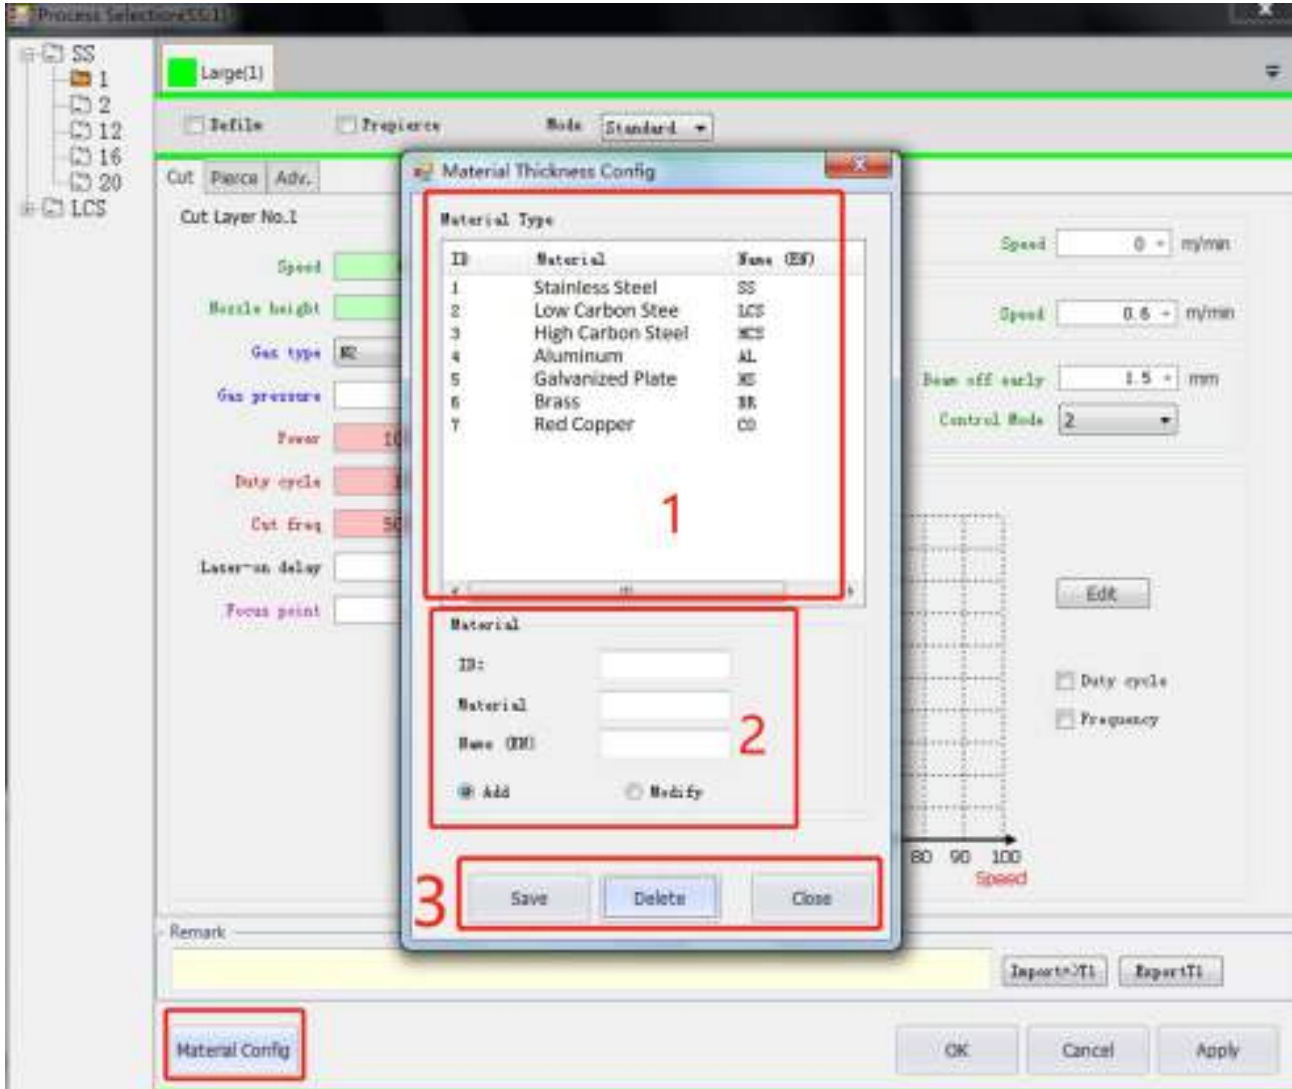 Process Selection(SS:1)
SS
1
2
12
16
20
LCS
Large(1)
Defilm
Prepierce
Mode
Standard
Cut
Pierce
Adv.
Cut Layer No.1
Speed
Nozzle height
Gas type
N2
Gas pressure
Power
10
Duty cycle
Cut freq
50
Laser-on delay
Focus point
Material Thickness Config
Material Type
ID Material Name (EN)
1 Stainless Steel SS
2 Low Carbon Stee LCS
3 High Carbon Steel
4 Aluminum AL
5 Galvanized Plate
6 Brass BR
7 Red Copper CO
1
Material
ID:
Material
Name (EN)
2
Add
Modify
3
Save
Delete
Close
Speed 0 m/min
Speed 0.6 m/min
Beam off early 1.5 mm
Control Mode 2
Edit
Duty cycle
Frequency
80 90 100
Speed
Remark
Import=>T1
ExportT1
Material Config
OK
Cancel
Apply